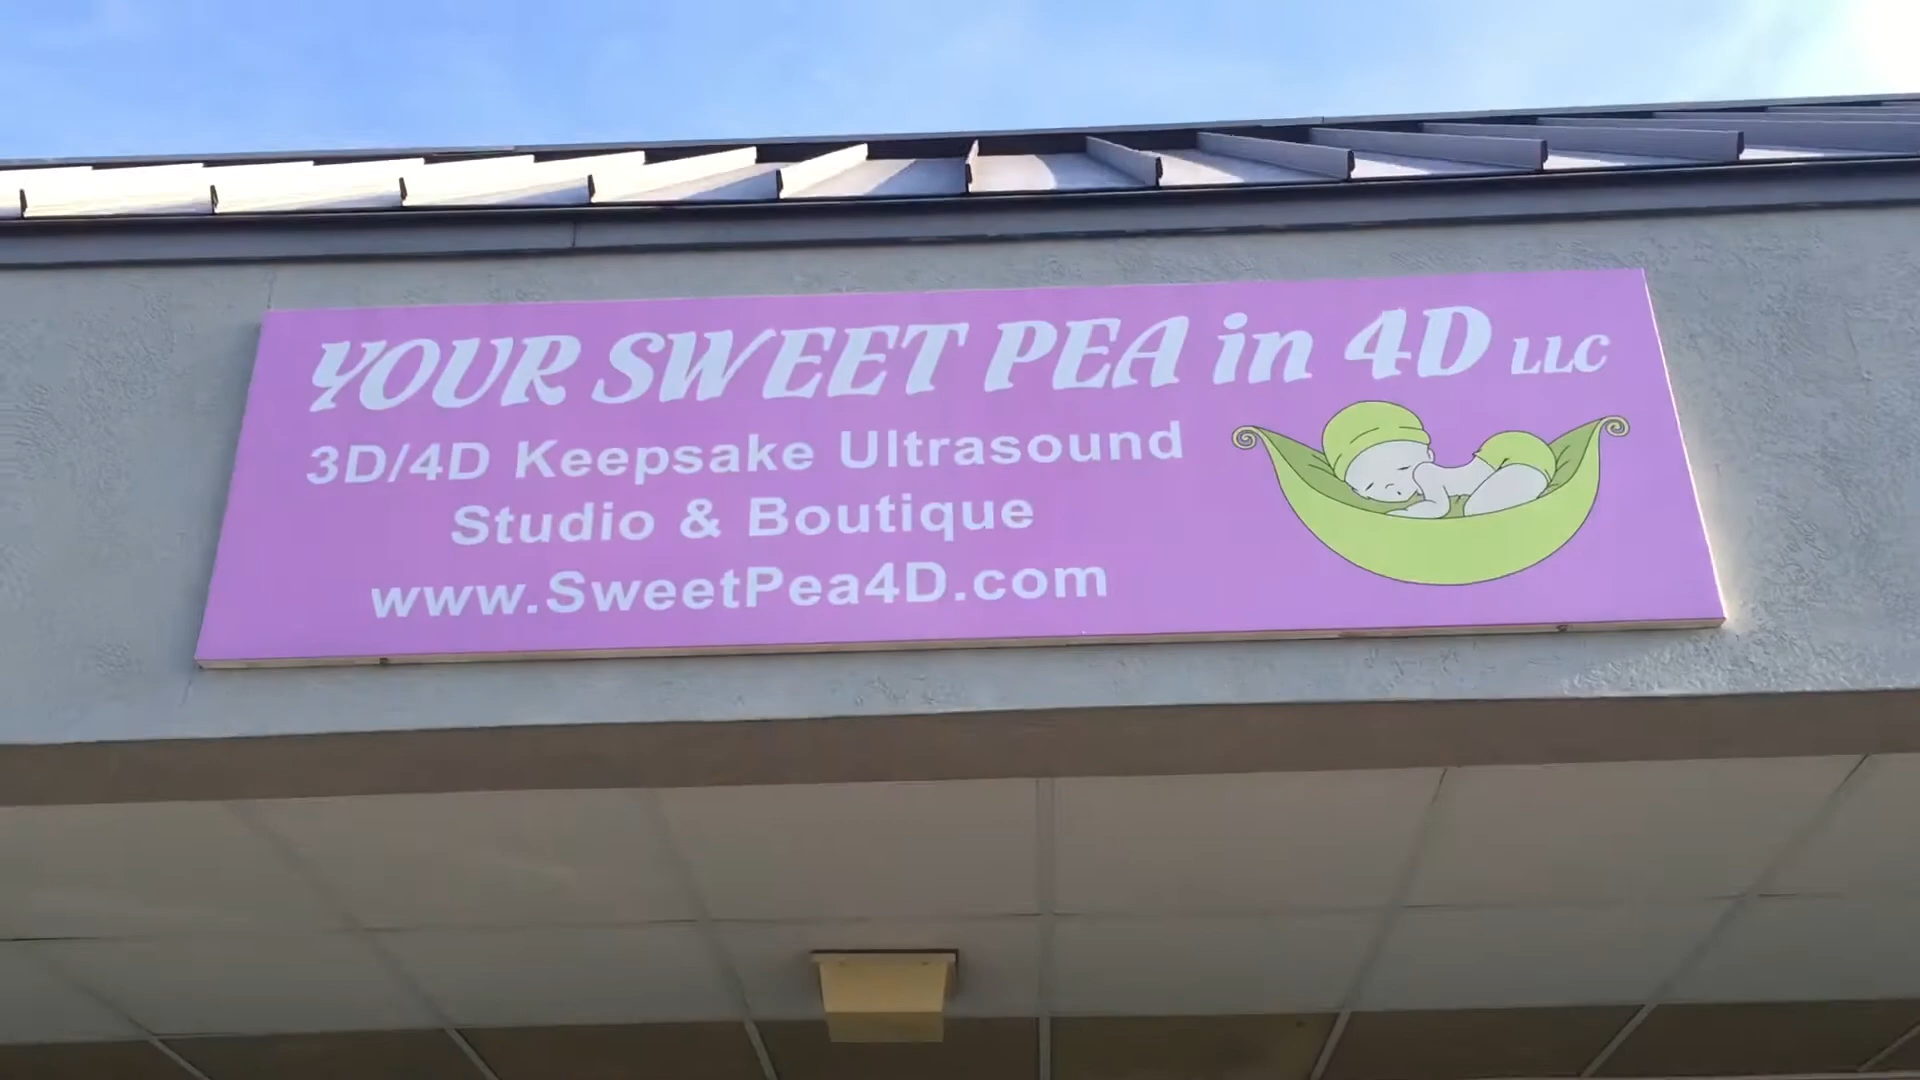 YOUR SWEET PEA in 4D LLC
3D/4D Keepsake Ultrasound
Studio & Boutique
www.SweetPea4D.com